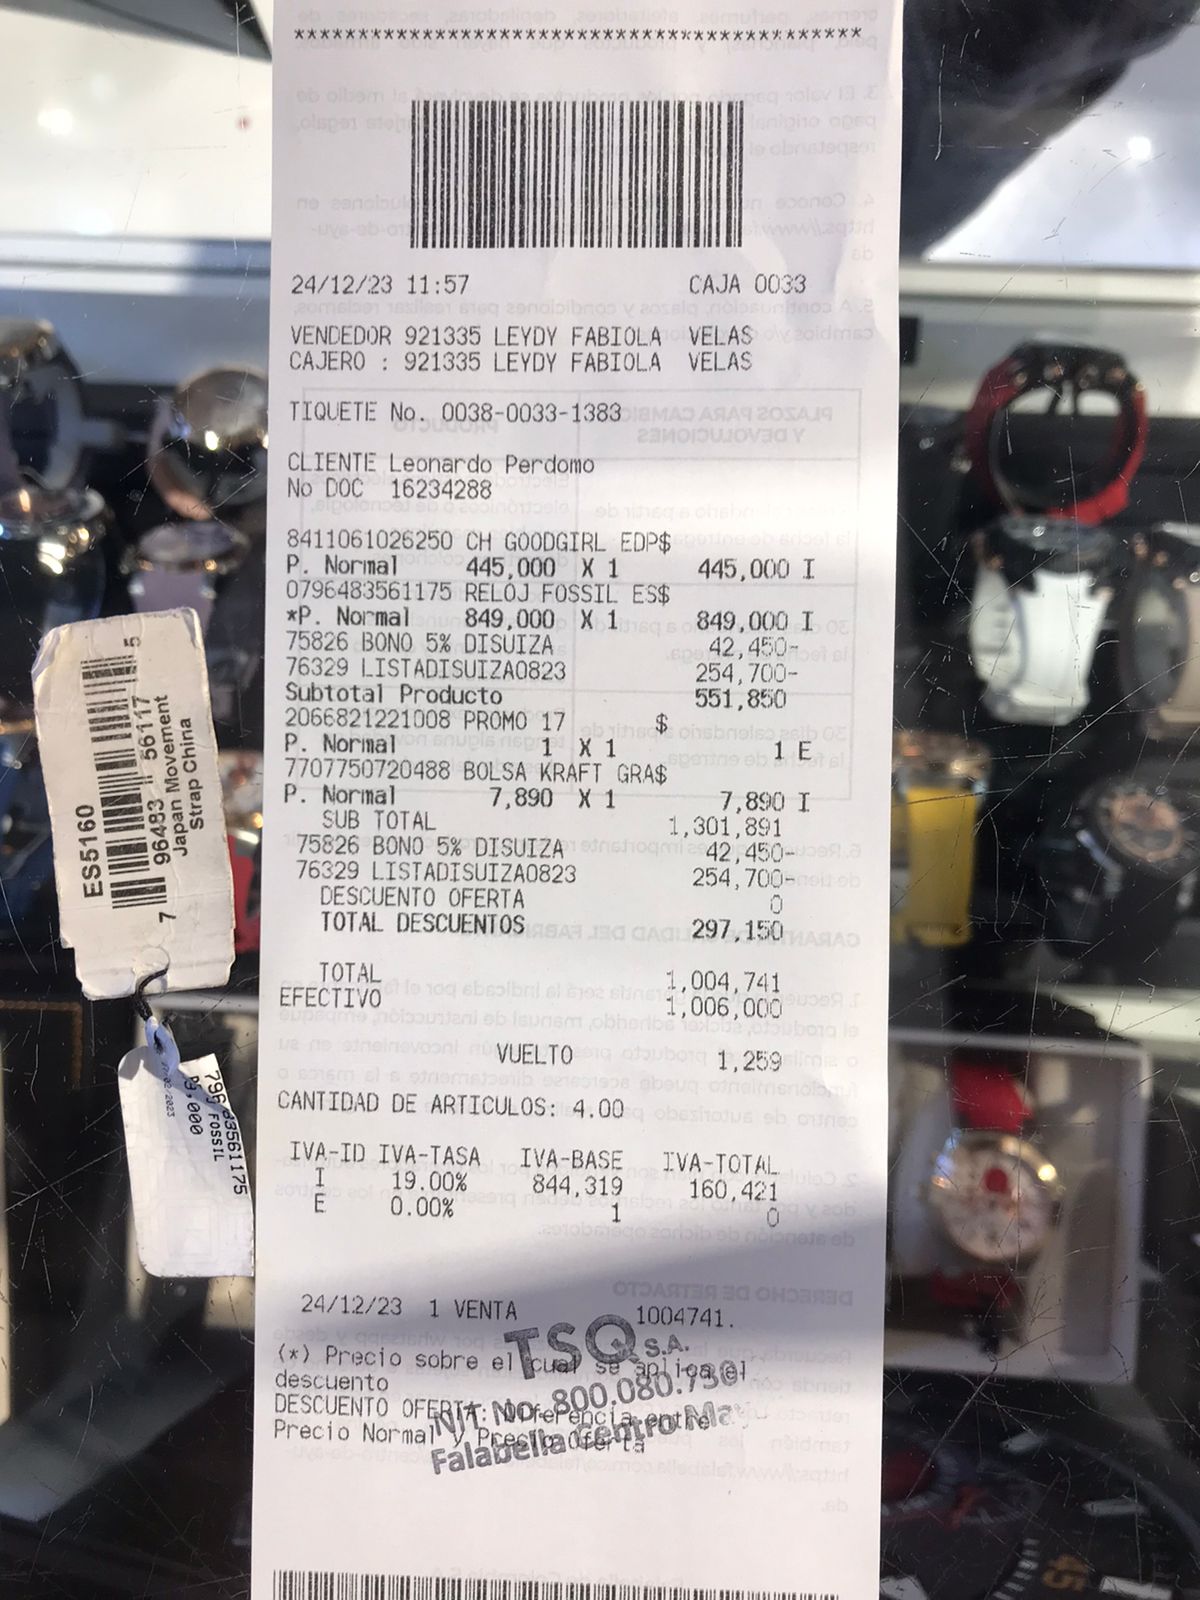 ******************************************
24/12/23 11:57 CAJA 0033
VENDEDOR 921335 LEYDY FABIOLA VELAS
CAJERO : 921335 LEYDY FABIOLA VELAS
TIQUETE No. 0038-0033-1383
CLIENTE Leonardo Perdomo
No DOC 16234288
8411061026250 CH GOODGIRL EDP$
P. Normal 445,000 X 1 445,000 I
0796483561175 RELOJ FOSSIL ES$
*P. Normal 849,000 X 1 849,000 I
75826 BONO 5% DISUIZA 42,450-
76329 LISTADISUIZA0823 254,700-
Subtotal Producto 551,850
2066821221008 PROMO 17 $
P. Normal 1 X 1 1 E
7707750720488 BOLSA KRAFT GRA$
P. Normal 7,890 X 1 7,890 I
SUB TOTAL 1,301,891
75826 BONO 5% DISUIZA 42,450-
76329 LISTADISUIZA0823 254,700-
DESCUENTO OFERTA 0
TOTAL DESCUENTOS 297,150
TOTAL 1,004,741
EFECTIVO 1,006,000
VUELTO 1,259
CANTIDAD DE ARTICULOS: 4.00
IVA-ID IVA-TASA IVA-BASE IVA-TOTAL
I 19.00% 844,319 160,421
E 0.00% 1 0
24/12/23 1 VENTA 1004741.
(*) Precio sobre el cual se aplica el
descuento
DESCUENTO OFERTA: Diferencia entre
Precio Normal y Precio Oferta
TSQ S.A.
NIT No. 800.080.730
Falabella Centro May
ES5160
7 96483 56117 5
Japan Movement
Strap China
FOSSIL
45